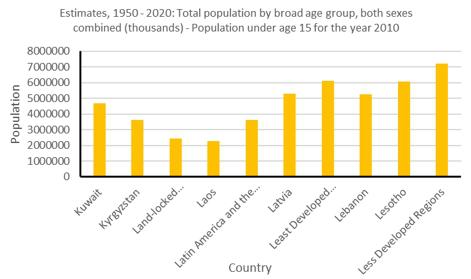 Estimates, 1950 - 2020: Total population by broad age group, both sexes
combined (thousands) - Population under age 15 for the year 2010
8000000
7000000
6000000
5000000
4000000
3000000
2000000
1000000
0
Population
Kuwait
Kyrgyzstan
Land-locked...
Laos
Latin America and the...
Latvia
Least Developed...
Lebanon
Lesotho
Less Developed Regions
Country